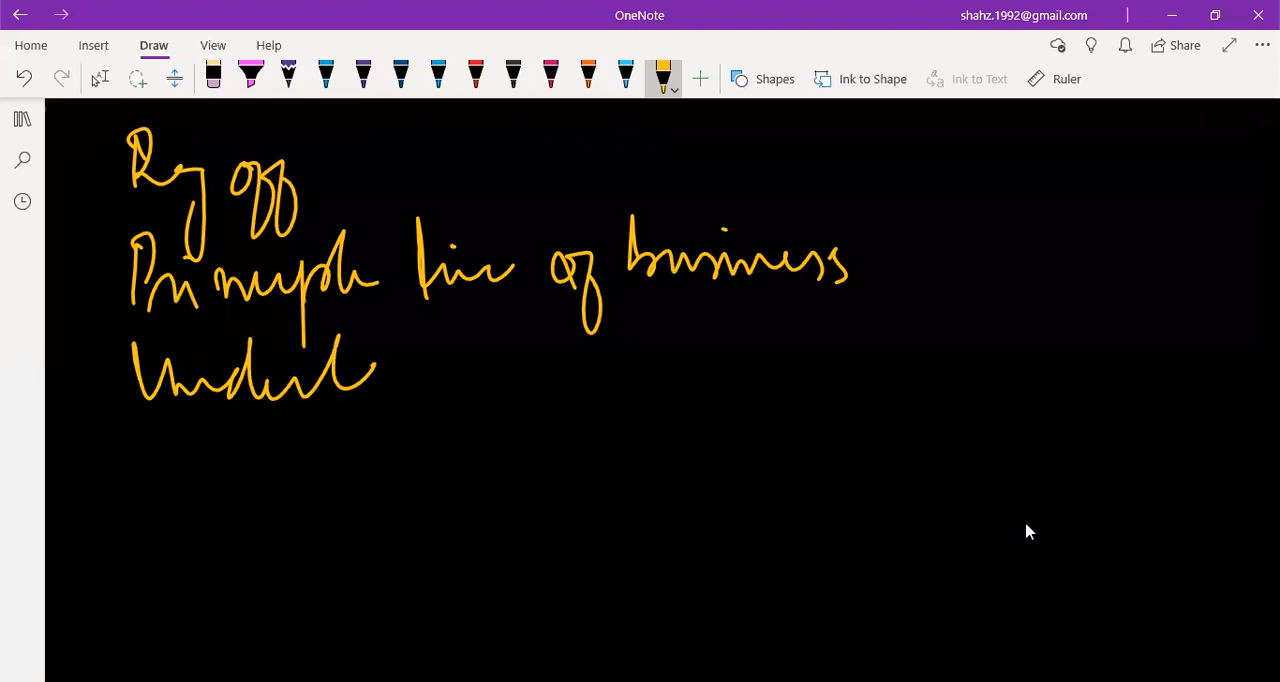 OneNote
shahz.1992@gmail.com
Home Insert Draw View Help Share
Shapes Ink to Shape Ink to Text Ruler
Reg off
Principle line of business